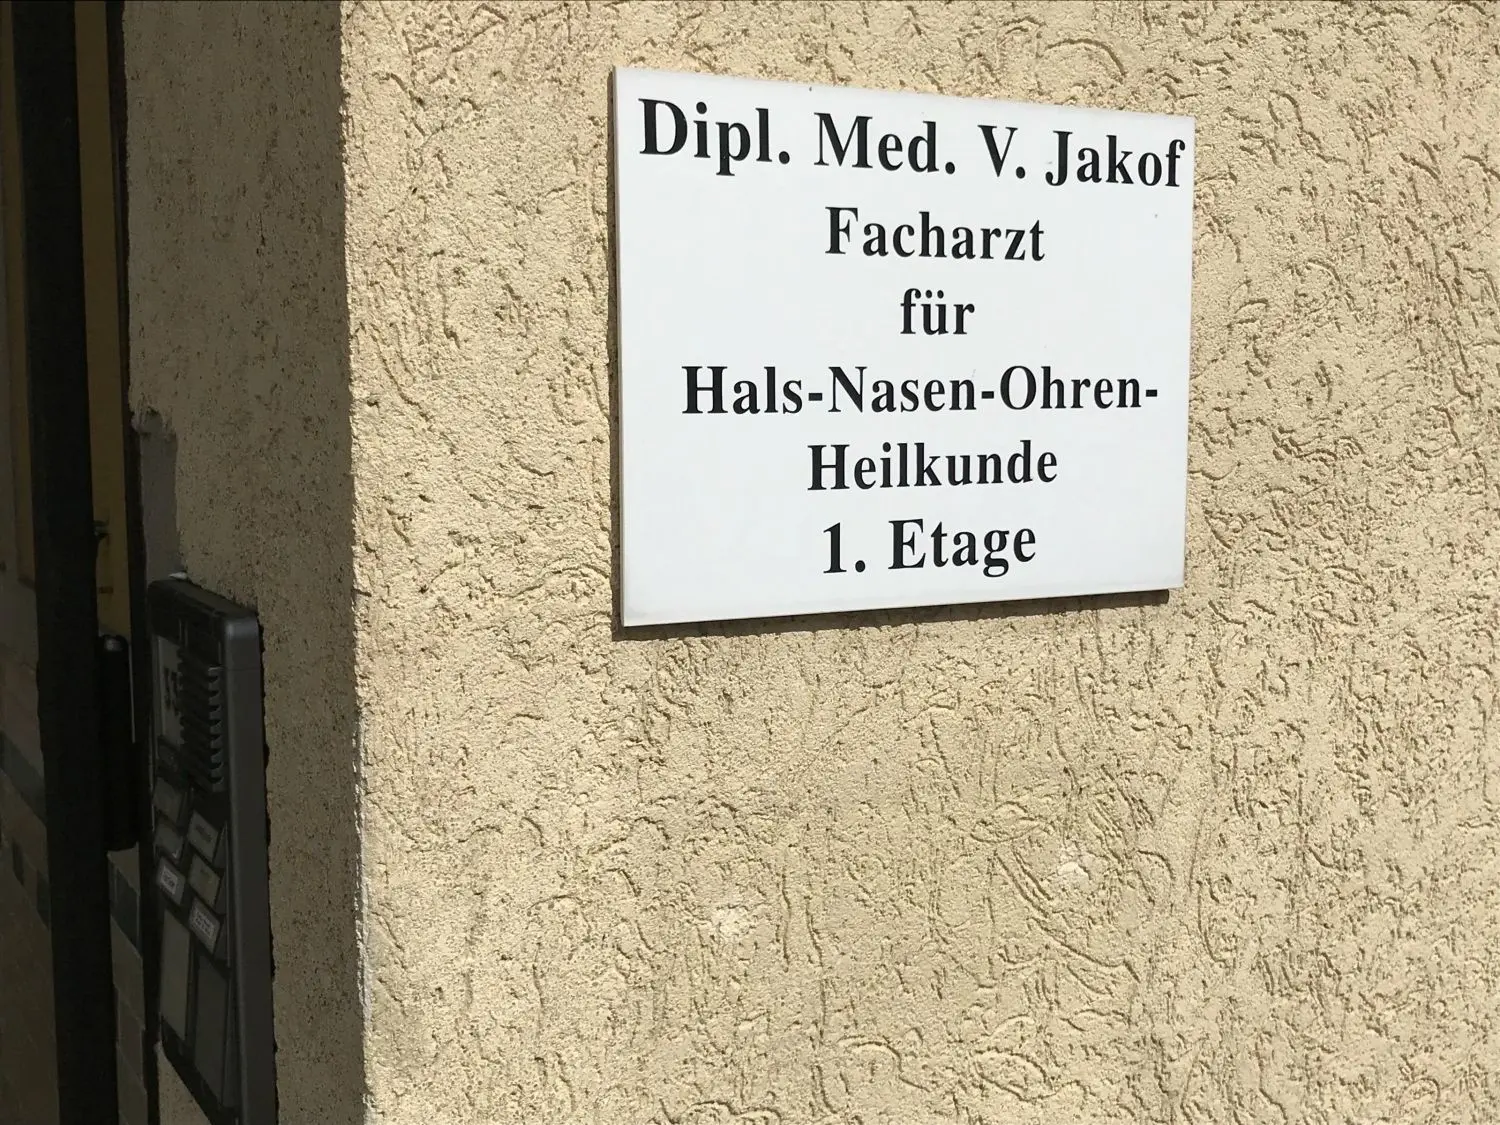 Dipl. Med. V. Jakof
Facharzt
für
Hals-Nasen-Ohren-
Heilkunde
1. Etage